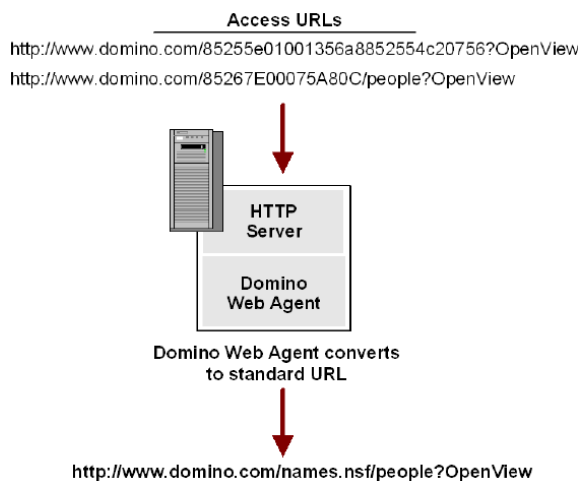 Access URLs
http://www.domino.com/85255e01001356a8852554c20756?OpenView
http://www.domino.com/85267E00075A80C/people?OpenView
HTTP
Server
Domino
Web Agent
Domino Web Agent converts
to standard URL
http://www.domino.com/names.nsf/people?OpenView